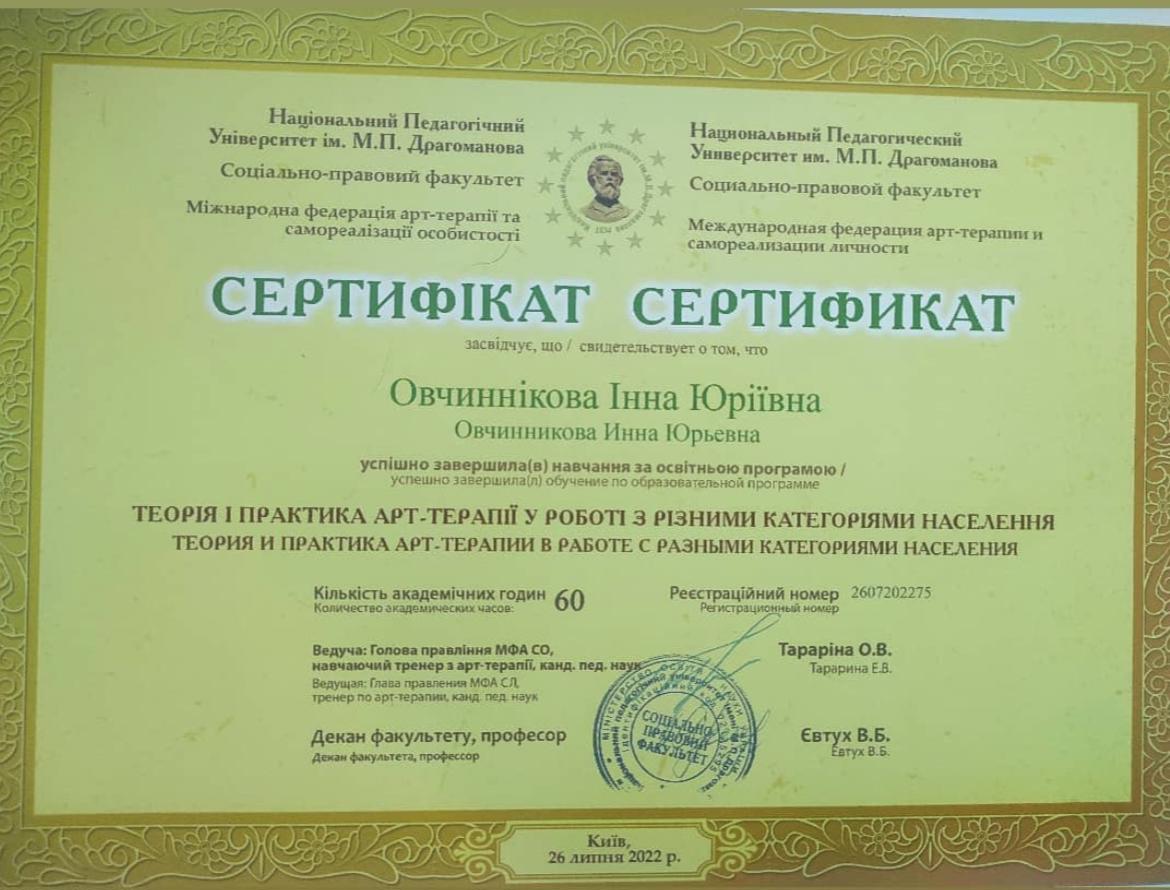 Національний Педагогічний
Університет ім. М.П. Драгоманова
Соціально-правовий факультет
Міжнародна федерація арт-терапії та
самореалізації особистості
Национальный Педагогический
Университет им. М.П. Драгоманова
Социально-правовой факультет
Международная федерация арт-терапии и
самореализации личности
СЕРТИФІКАТ СЕРТИФИКАТ
засвідчує, що / свидетельствует о том, что
Овчиннікова Інна Юріївна
Овчинникова Инна Юрьевна
успішно завершила(в) навчання за освітньою програмою /
успешно завершила(л) обучение по образовательной программе
ТЕОРІЯ І ПРАКТИКА АРТ-ТЕРАПІЇ У РОБОТІ З РІЗНИМИ КАТЕГОРІЯМИ НАСЕЛЕННЯ
ТЕОРИЯ И ПРАКТИКА АРТ-ТЕРАПИИ В РАБОТЕ С РАЗНЫМИ КАТЕГОРИЯМИ НАСЕЛЕНИЯ
Кількість академічних годин 60
Количество академических часов:
Реєстраційний номер 2607202275
Регистрационный номер
Ведуча: Голова правління МФА СО,
навчаючий тренер з арт-терапії, канд. пед. наук
Ведущая: Глава правления МФА СЛ,
тренер по арт-терапии, канд. пед. наук
Тараріна О.В.
Тарарина Е.В.
Декан факультету, професор
Декан факультета, профессор
СОЦІАЛЬНО-
ПРАВОВИЙ
ФАКУЛЬТЕТ
Євтух В.Б.
Евтух В.Б.
Київ,
26 липня 2022 р.